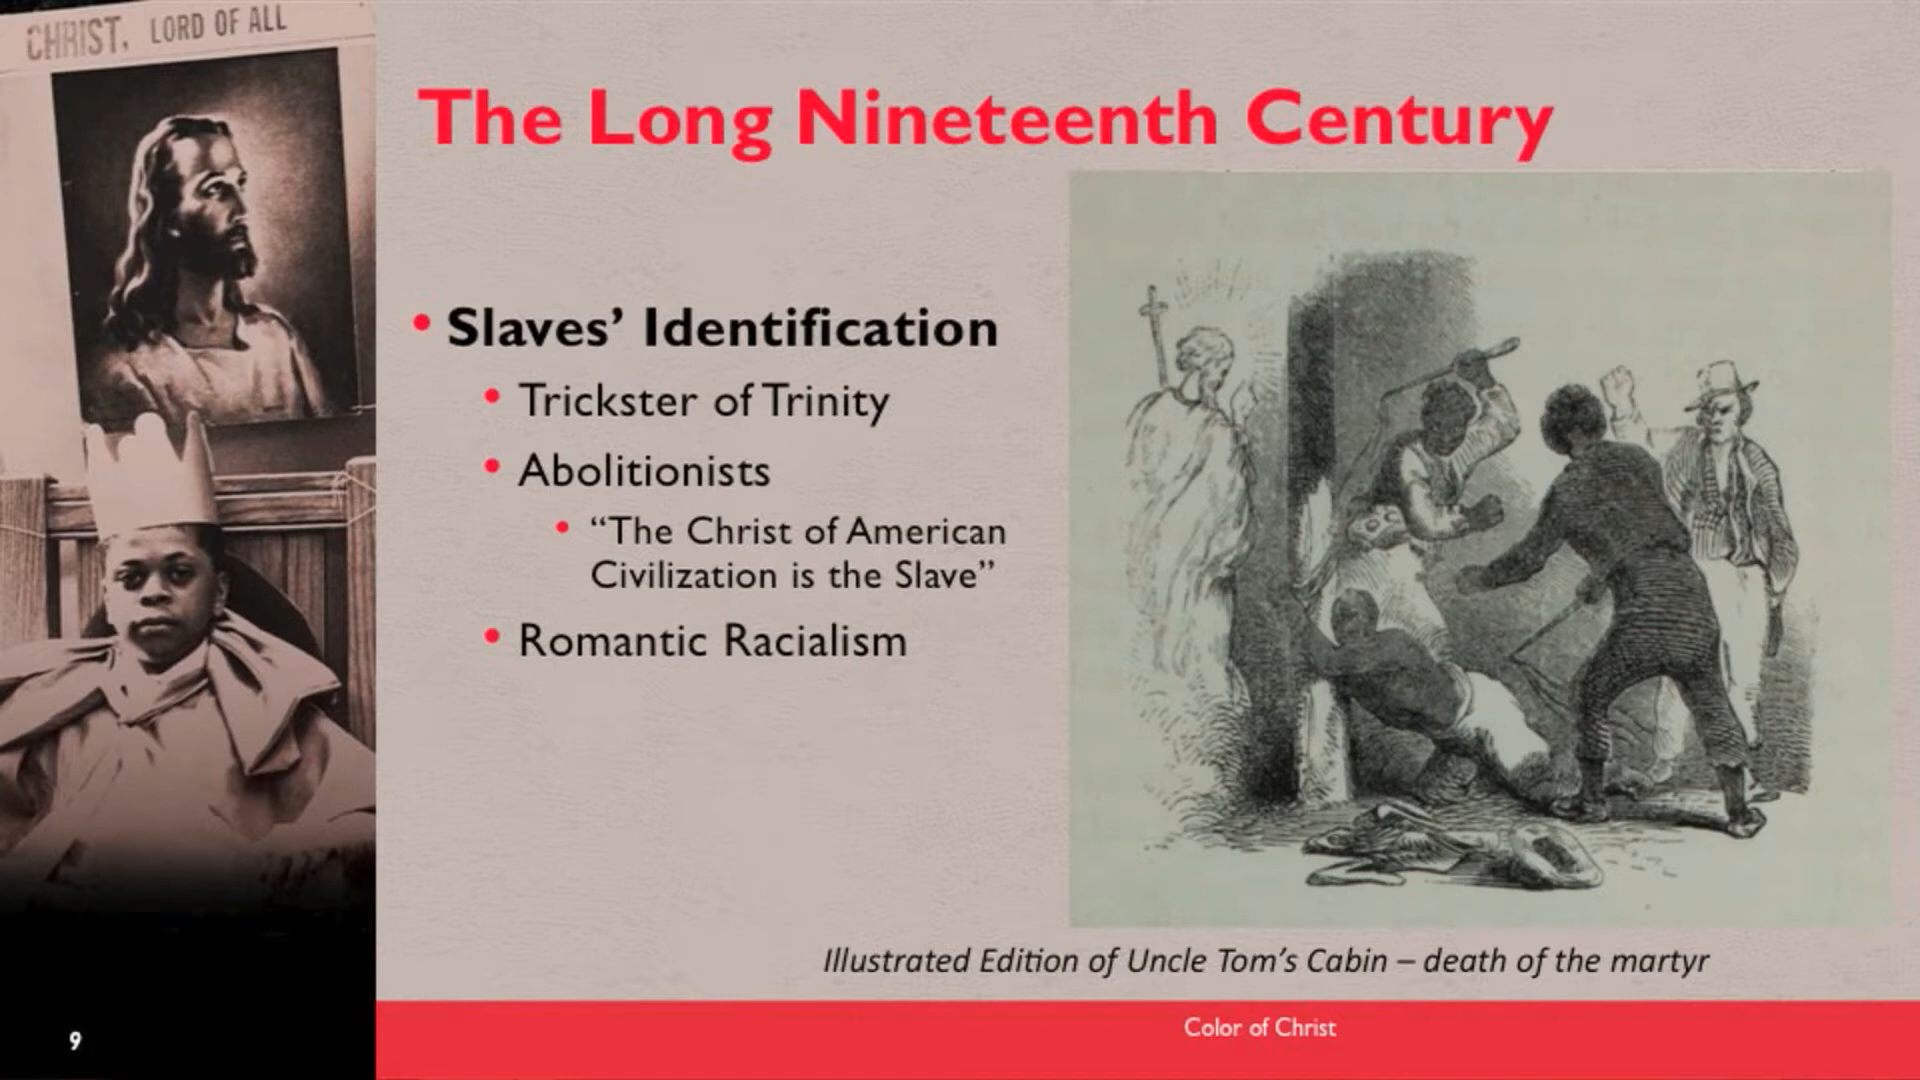 CHRIST, LORD OF ALL
The Long Nineteenth Century
• Slaves’ Identification
• Trickster of Trinity
• Abolitionists
• “The Christ of American
Civilization is the Slave”
• Romantic Racialism
Illustrated Edition of Uncle Tom’s Cabin – death of the martyr
9
Color of Christ